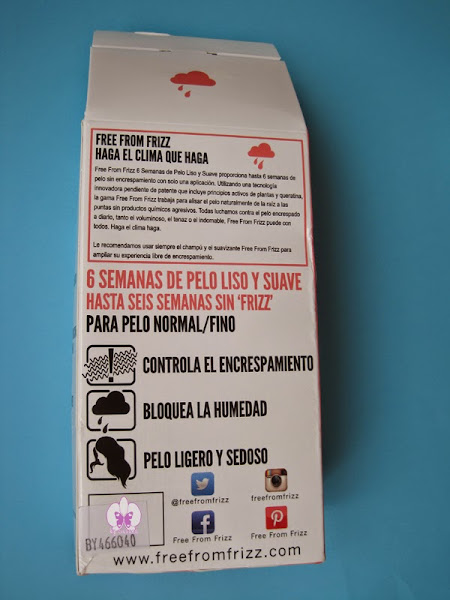 FREE FROM FRIZZ
HAGA EL CLIMA QUE HAGA
Free From Frizz 6 Semanas de Pelo Liso y Suave proporciona hasta 6 semanas de
pelo sin encrespamiento con solo una aplicación. Utilizando una tecnología
innovadora pendiente de patente que incluye principios activos de plantas y queratina,
la gama Free From Frizz trabaja para alisar el pelo naturalmente de la raíz a las
puntas sin productos químicos agresivos. Todas luchamos contra el pelo encrespado
a diario, tanto el voluminoso, el tenaz o el indomable, Free From Frizz puede con
todos. Haga el clima haga.
Le recomendamos usar siempre el champú y el suavizante Free From Frizz para
ampliar su experiencia libre de encrespamiento.
6 SEMANAS DE PELO LISO Y SUAVE
HASTA SEIS SEMANAS SIN 'FRIZZ'
PARA PELO NORMAL/FINO
CONTROLA EL ENCRESPAMIENTO
BLOQUEA LA HUMEDAD
PELO LIGERO Y SEDOSO
@freefromfrizz
freefromfrizz
Free From Frizz
Free From Frizz
BY466040
www.freefromfrizz.com